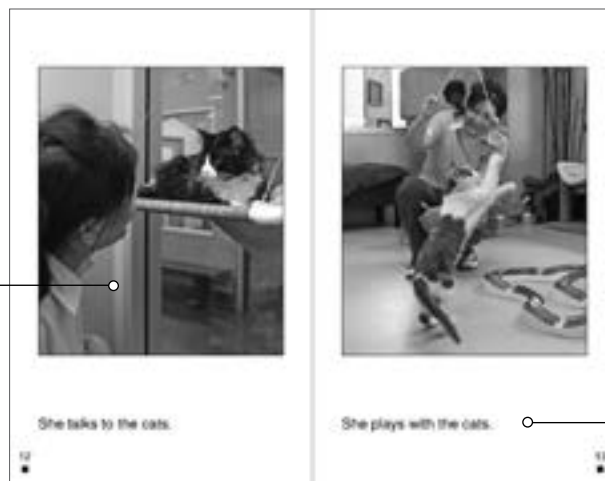 She talks to the cats.
She plays with the cats.
12
13